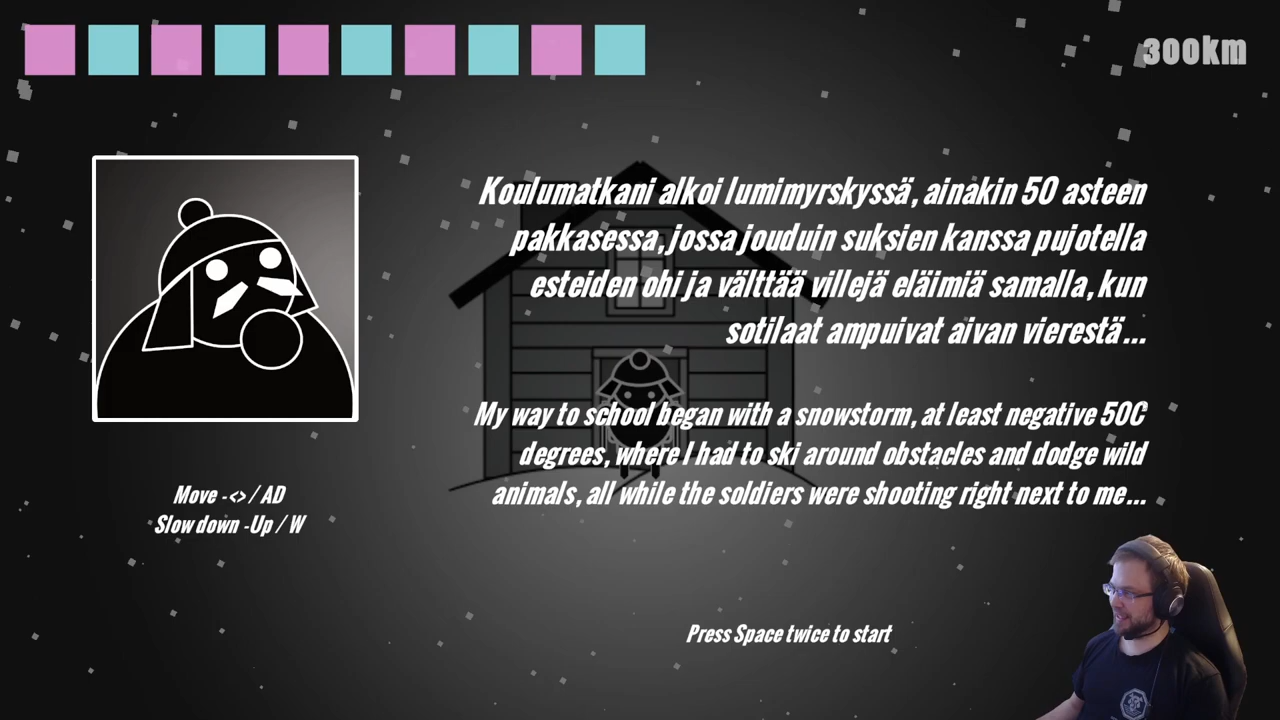 300km
Koulumatkani alkoi lumimyrskyssä, ainakin 50 asteen
pakkasessa, jossa jouduin suksien kanssa pujotella
esteiden ohi ja välttää villejä eläimiä samalla, kun
sotilaat ampuivat aivan vierestä...
My way to school began with a snowstorm, at least negative 50C
degrees, where I had to ski around obstacles and dodge wild
animals, all while the soldiers were shooting right next to me...
Move -<> / AD
Slow down -Up / W
Press Space twice to start